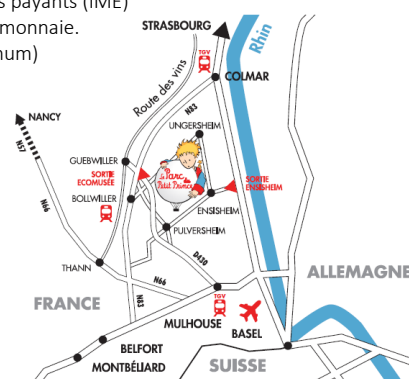 s payants (IME)
monnaie.
num)
STRASBOURG
TGV
Rhin
COLMAR
Route des vins
N83
UNGERSHEIM
NANCY
N57
GUEBWILLER
SORTIE
ECOMUSÉE
Le Parc du
Petit Prince
SORTIE
ENSISHEIM
BOLLWILLER
ENSISHEIM
N66
PULVERSHEIM
D430
THANN
N66
ALLEMAGNE
FRANCE
N83
TGV
MULHOUSE
BASEL
BELFORT
MONTBÉLIARD
SUISSE